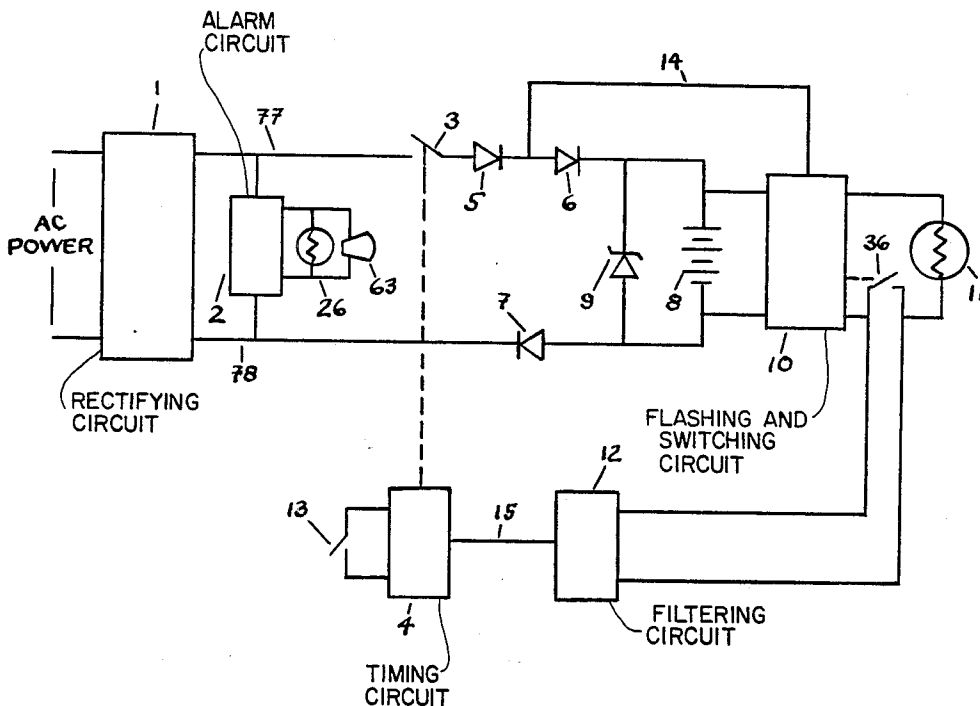 ALARM
CIRCUIT
1
77
3
14
5
6
AC
POWER
2
26
63
9
8
36
11
7
10
78
RECTIFYING
CIRCUIT
FLASHING AND
SWITCHING
CIRCUIT
12
13
15
4
FILTERING
CIRCUIT
TIMING
CIRCUIT